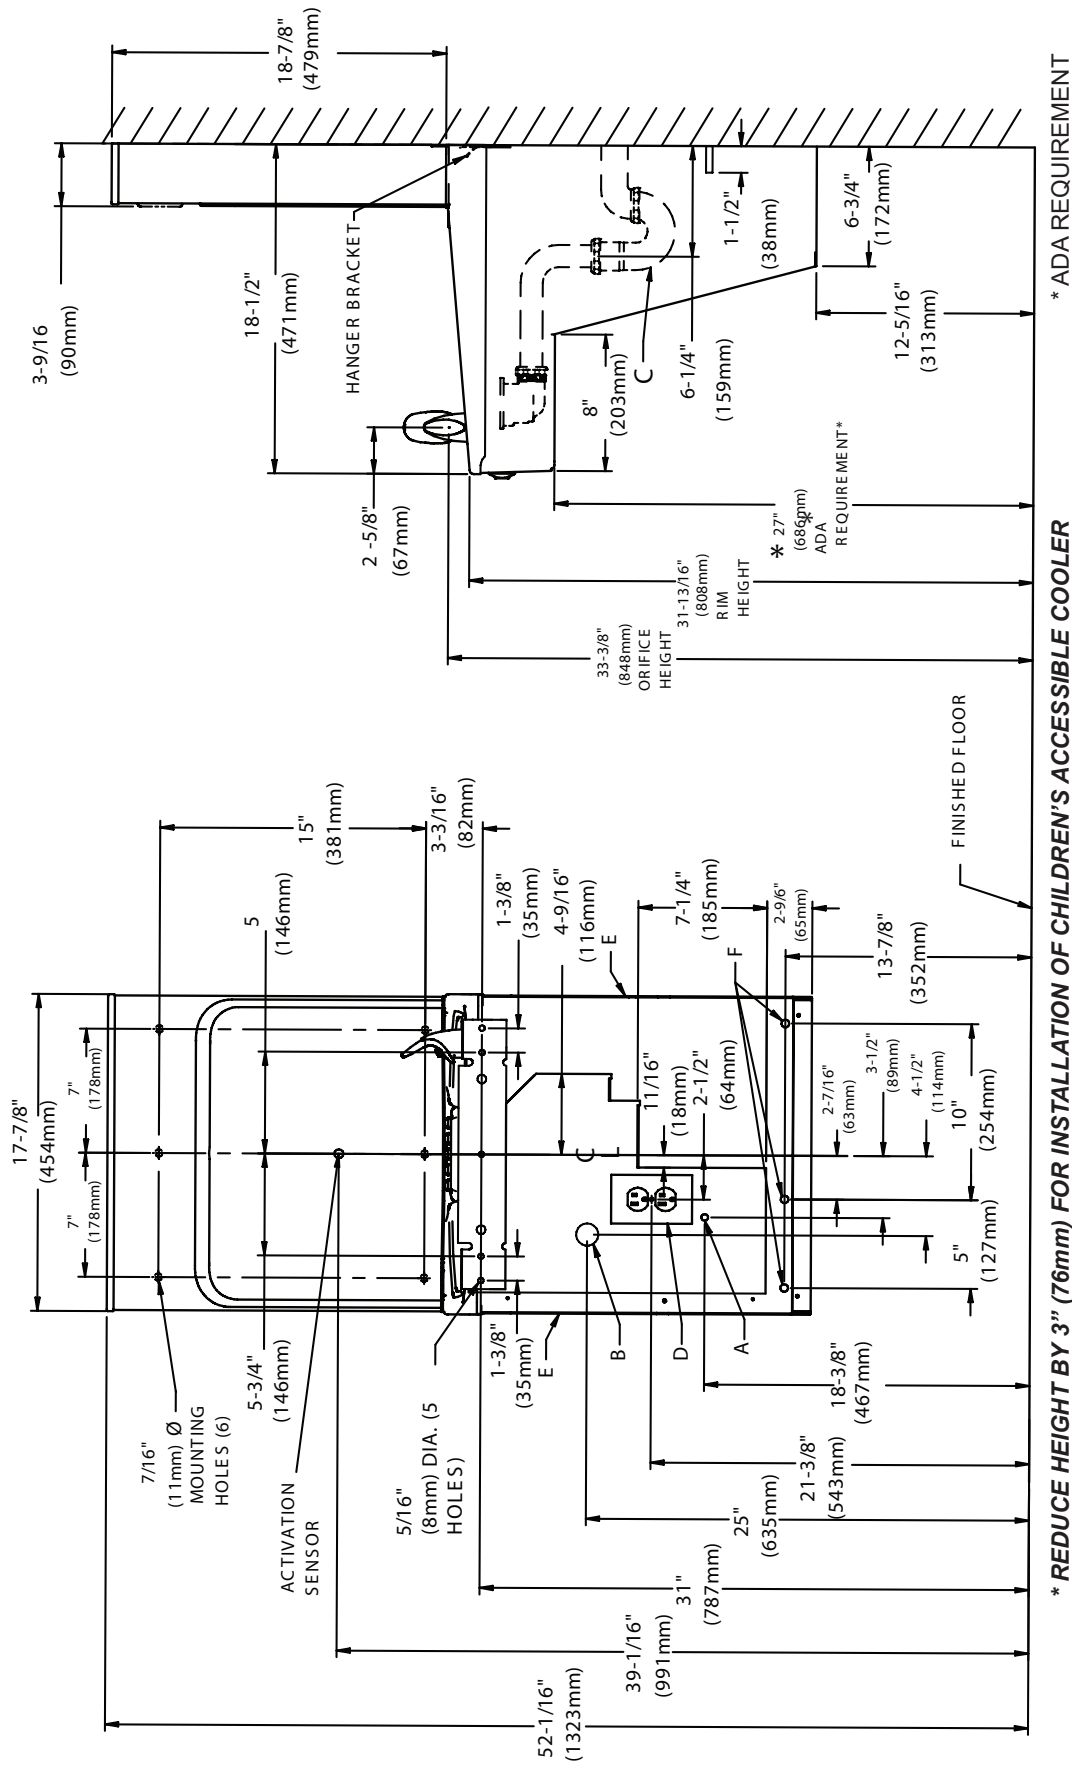 17-7/8"
(454mm)
7"
(178mm)
7"
(178mm)
7/16"
(11mm) Ø
MOUNTING
HOLES (6)
5-3/4"
(146mm)
5
(146mm)
ACTIVATION
SENSOR
15"
(381mm)
3-3/16"
(82mm)
5/16"
(8mm) DIA. (5
HOLES)
1-3/8"
(35mm)
1-3/8"
(35mm)
4-9/16"
(116mm)
E
E
B
D
A
C
L
F
11/16"
(18mm)
2-1/2"
(64mm)
7-1/4"
(185mm)
2-9/6"
(65mm)
2-7/16"
(63mm)
3-1/2"
(89mm)
4-1/2"
(114mm)
10"
(254mm)
5"
(127mm)
13-7/8"
(352mm)
18-3/8"
(467mm)
21-3/8"
(543mm)
25"
(635mm)
31"
(787mm)
39-1/16"
(991mm)
52-1/16"
(1323mm)
FINISHED FLOOR
3-9/16
(90mm)
18-7/8"
(479mm)
18-1/2"
(471mm)
HANGER BRACKET
2 -5/8"
(67mm)
8"
(203mm)
C
6-1/4"
(159mm)
1-1/2"
(38mm)
6-3/4"
(172mm)
12-5/16"
(313mm)
* 27"
(686mm)
*
ADA
REQUIREMENT*
31-13/16"
(808mm)
RIM
HEIGHT
33-3/8"
(848mm)
ORIFICE
HEIGHT
* REDUCE HEIGHT BY 3” (76mm) FOR INSTALLATION OF CHILDREN’S ACCESSIBLE COOLER
* ADA REQUIREMENT